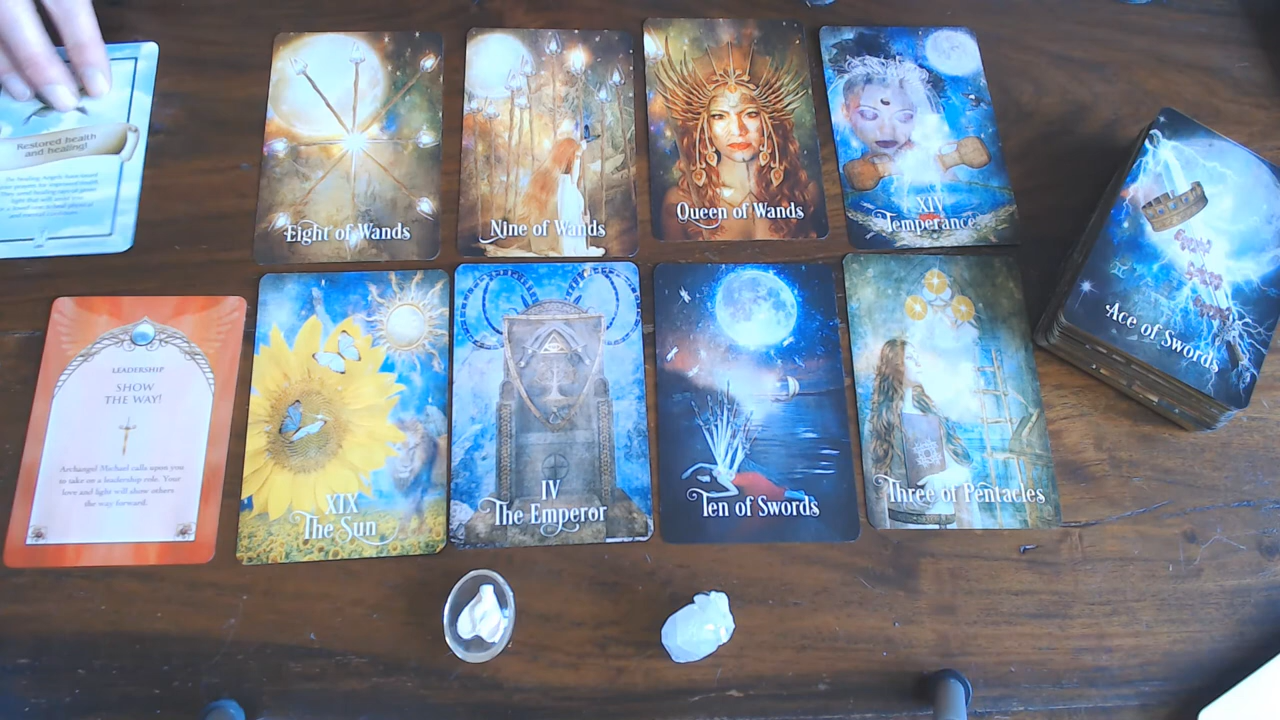 Restored health
and healing!
Eight of Wands
Nine of Wands
Queen of Wands
XIV
Temperance
Ace of Swords
LEADERSHIP
SHOW
THE WAY!
Archangel Michael calls upon you
to take on a leadership role. Your
love and light will show others
the way forward.
XIX
The Sun
IV
The Emperor
Ten of Swords
Three of Pentacles